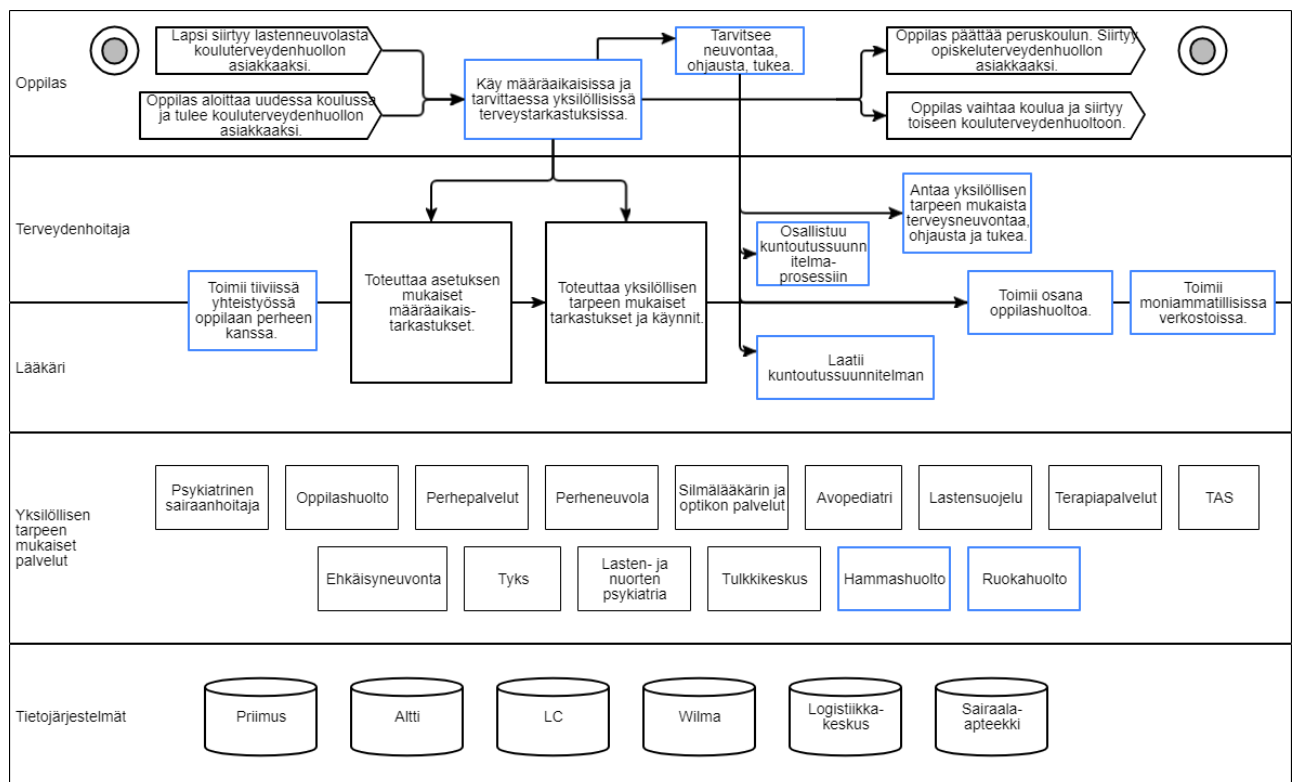 Oppilas
Lapsi siirtyy lastenneuvolasta
kouluterveydenhuollon
asiakkaaksi.
Oppilas aloittaa uudessa koulussa
ja tulee kouluterveydenhuollon
asiakkaaksi.
Käy määräaikaisissa ja
tarvittaessa yksilöllisissä
terveystarkastuksissa.
Tarvitsee
neuvontaa,
ohjausta, tukea.
Oppilas päättää peruskoulun. Siirtyy
opiskeluterveydenhuollon
asiakkaaksi.
Oppilas vaihtaa koulua ja siirtyy
toiseen kouluterveydenhuoltoon.
Terveydenhoitaja
Lääkäri
Toimii tiiviissä
yhteistyössä
oppilaan perheen
kanssa.
Toteuttaa asetuksen
mukaiset
määräaikais-
tarkastukset.
Toteuttaa yksilöllisen
tarpeen mukaiset
tarkastukset ja käynnit.
Osallistuu
kuntoutussuunn
itelma-
prosessiin
Antaa yksilöllisen
tarpeen mukaista
terveysneuvontaa,
ohjausta ja tukea.
Laatii
kuntoutussuunnitelman
Toimii osana
oppilashuoltoa.
Toimii
moniammatillisissa
verkostoissa.
Yksilöllisen
tarpeen
mukaiset
palvelut
Psykiatrinen
sairaanhoitaja
Oppilashuolto
Perhepalvelut
Perheneuvola
Silmälääkärin ja
optikon palvelut
Avopediatri
Lastensuojelu
Terapiapalvelut
TAS
Ehkäisyneuvonta
Tyks
Lasten- ja
nuorten
psykiatria
Tulkkikeskus
Hammashuolto
Ruokahuolto
Tietojärjestelmät
Priimus
Altti
LC
Wilma
Logistiikka-
keskus
Sairaala-
apteekki